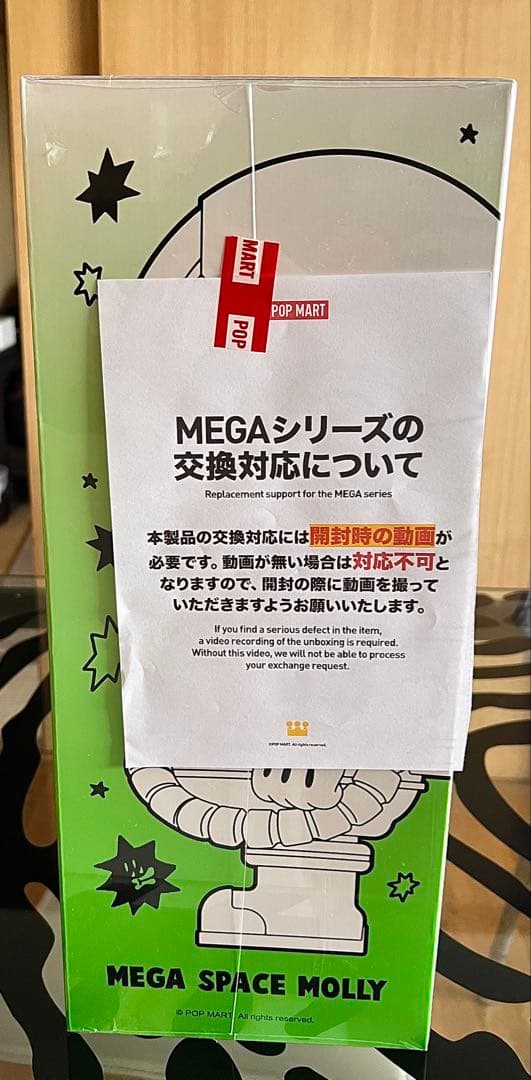 MART
POP
POP MART
MEGAシリーズの
交換対応について
Replacement support for the MEGA series
本製品の交換対応には開封時の動画が
必要です。動画が無い場合は対応不可と
なりますので、開封の際に動画を撮って
いただきますようお願いいたします。
If you find a serious defect in the item,
a video recording of the unboxing is required.
Without this video, we will not be able to process
your exchange request.
©POP MART. All rights reserved.
MEGA SPACE MOLLY
© POP MART. All rights reserved.